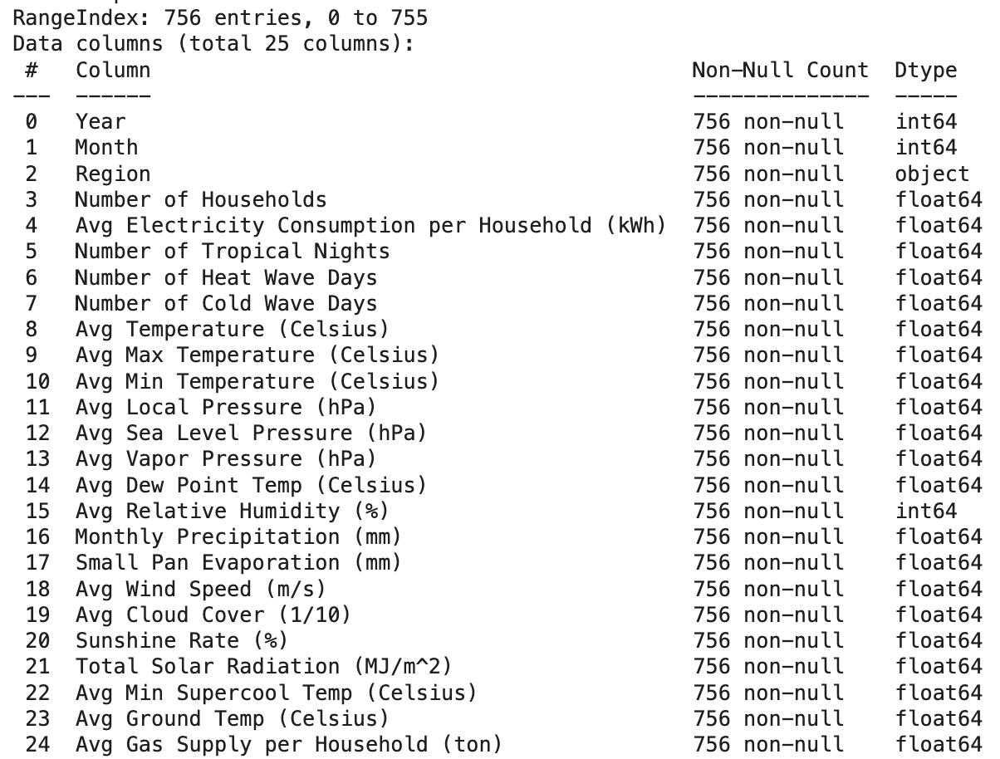 RangeIndex: 756 entries, 0 to 755
Data columns (total 25 columns):
#   Column   Non-Null Count   Dtype
---   ------   --------------   -----
0   Year   756 non-null   int64
1   Month   756 non-null   int64
2   Region   756 non-null   object
3   Number of Households   756 non-null   float64
4   Avg Electricity Consumption per Household (kWh)   756 non-null   float64
5   Number of Tropical Nights   756 non-null   float64
6   Number of Heat Wave Days   756 non-null   float64
7   Number of Cold Wave Days   756 non-null   float64
8   Avg Temperature (Celsius)   756 non-null   float64
9   Avg Max Temperature (Celsius)   756 non-null   float64
10   Avg Min Temperature (Celsius)   756 non-null   float64
11   Avg Local Pressure (hPa)   756 non-null   float64
12   Avg Sea Level Pressure (hPa)   756 non-null   float64
13   Avg Vapor Pressure (hPa)   756 non-null   float64
14   Avg Dew Point Temp (Celsius)   756 non-null   float64
15   Avg Relative Humidity (%)   756 non-null   int64
16   Monthly Precipitation (mm)   756 non-null   float64
17   Small Pan Evaporation (mm)   756 non-null   float64
18   Avg Wind Speed (m/s)   756 non-null   float64
19   Avg Cloud Cover (1/10)   756 non-null   float64
20   Sunshine Rate (%)   756 non-null   float64
21   Total Solar Radiation (MJ/m^2)   756 non-null   float64
22   Avg Min Supercool Temp (Celsius)   756 non-null   float64
23   Avg Ground Temp (Celsius)   756 non-null   float64
24   Avg Gas Supply per Household (ton)   756 non-null   float64